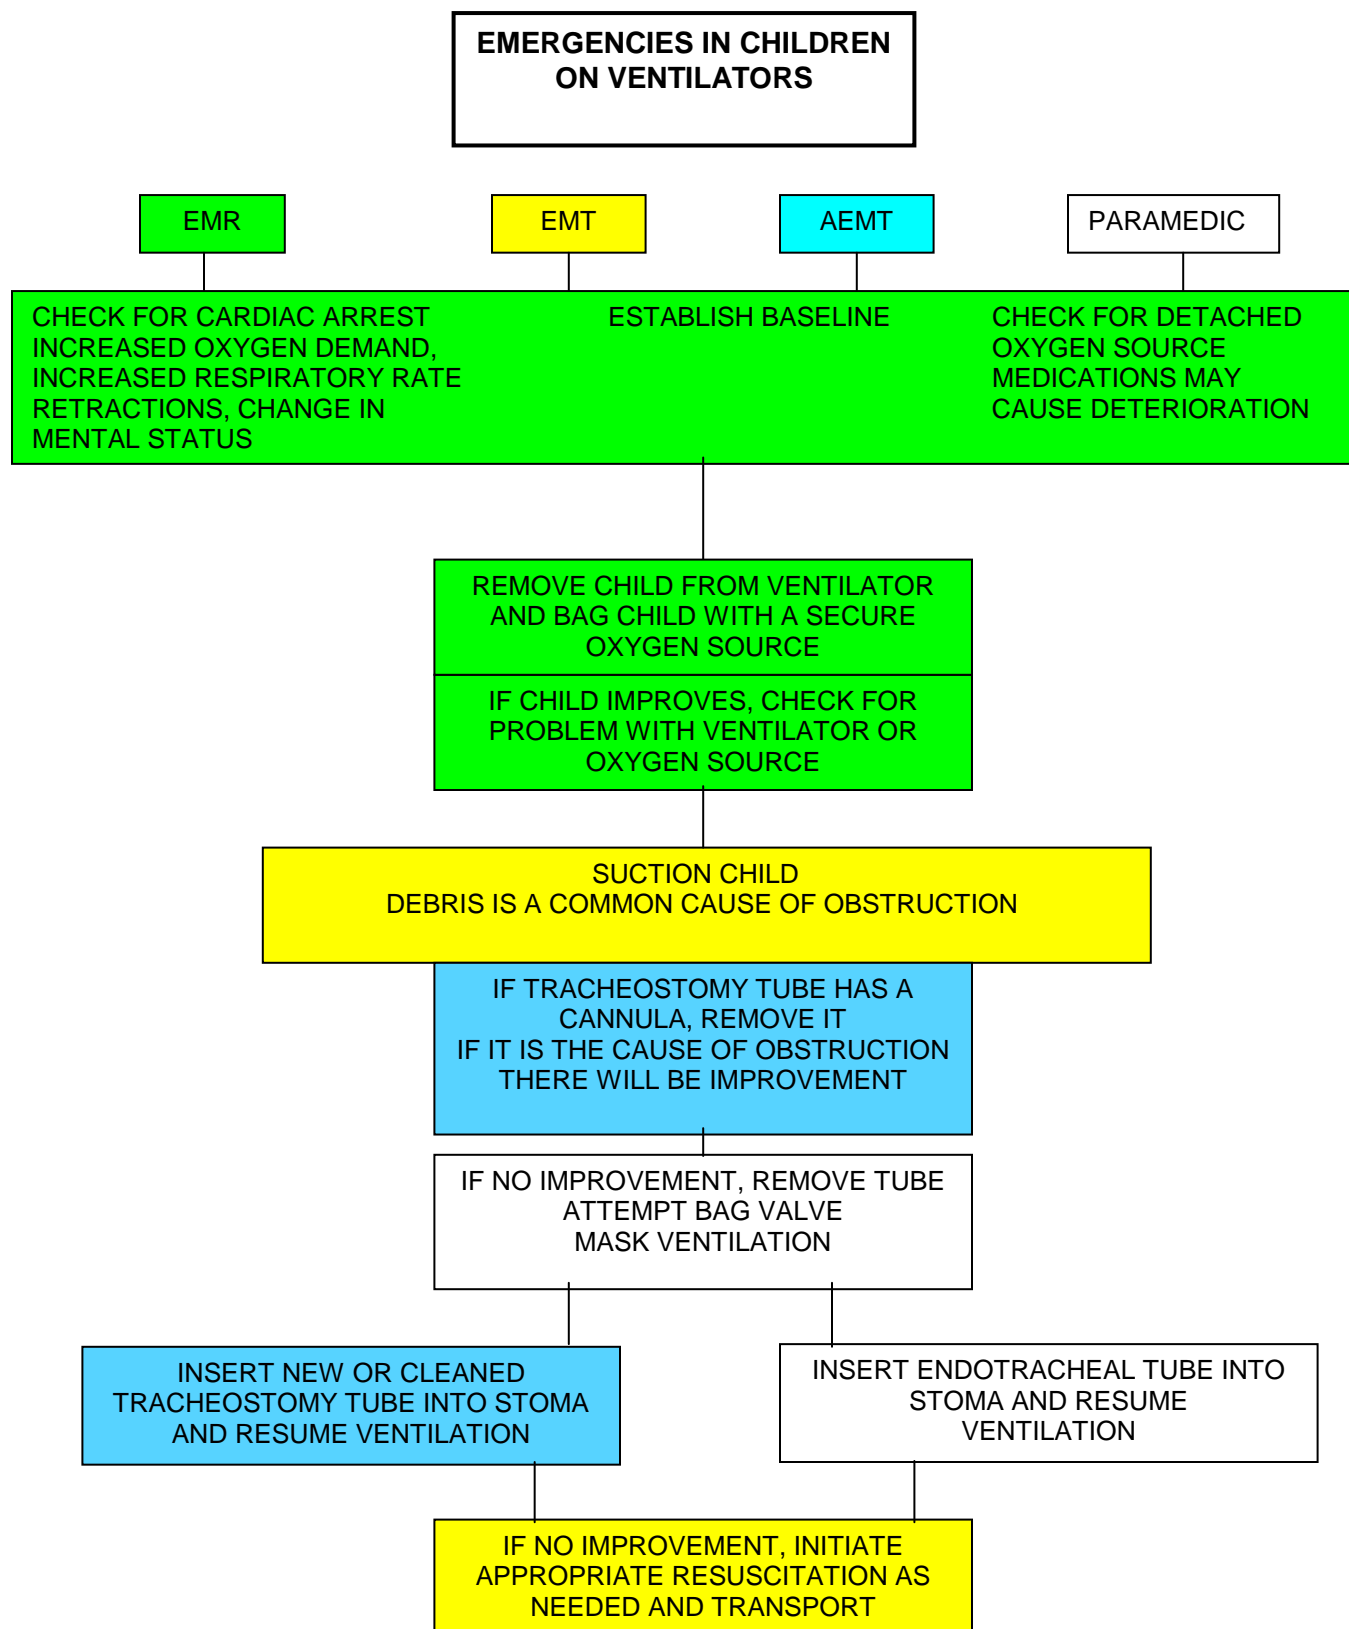 EMERGENCIES IN CHILDREN
ON VENTILATORS
EMR
EMT
AEMT
PARAMEDIC
CHECK FOR CARDIAC ARREST
INCREASED OXYGEN DEMAND,
INCREASED RESPIRATORY RATE
RETRACTIONS, CHANGE IN
MENTAL STATUS
ESTABLISH BASELINE
CHECK FOR DETACHED
OXYGEN SOURCE
MEDICATIONS MAY
CAUSE DETERIORATION
REMOVE CHILD FROM VENTILATOR
AND BAG CHILD WITH A SECURE
OXYGEN SOURCE
IF CHILD IMPROVES, CHECK FOR
PROBLEM WITH VENTILATOR OR
OXYGEN SOURCE
SUCTION CHILD
DEBRIS IS A COMMON CAUSE OF OBSTRUCTION
IF TRACHEOSTOMY TUBE HAS A
CANNULA, REMOVE IT
IF IT IS THE CAUSE OF OBSTRUCTION
THERE WILL BE IMPROVEMENT
IF NO IMPROVEMENT, REMOVE TUBE
ATTEMPT BAG VALVE
MASK VENTILATION
INSERT NEW OR CLEANED
TRACHEOSTOMY TUBE INTO STOMA
AND RESUME VENTILATION
INSERT ENDOTRACHEAL TUBE INTO
STOMA AND RESUME
VENTILATION
IF NO IMPROVEMENT, INITIATE
APPROPRIATE RESUSCITATION AS
NEEDED AND TRANSPORT